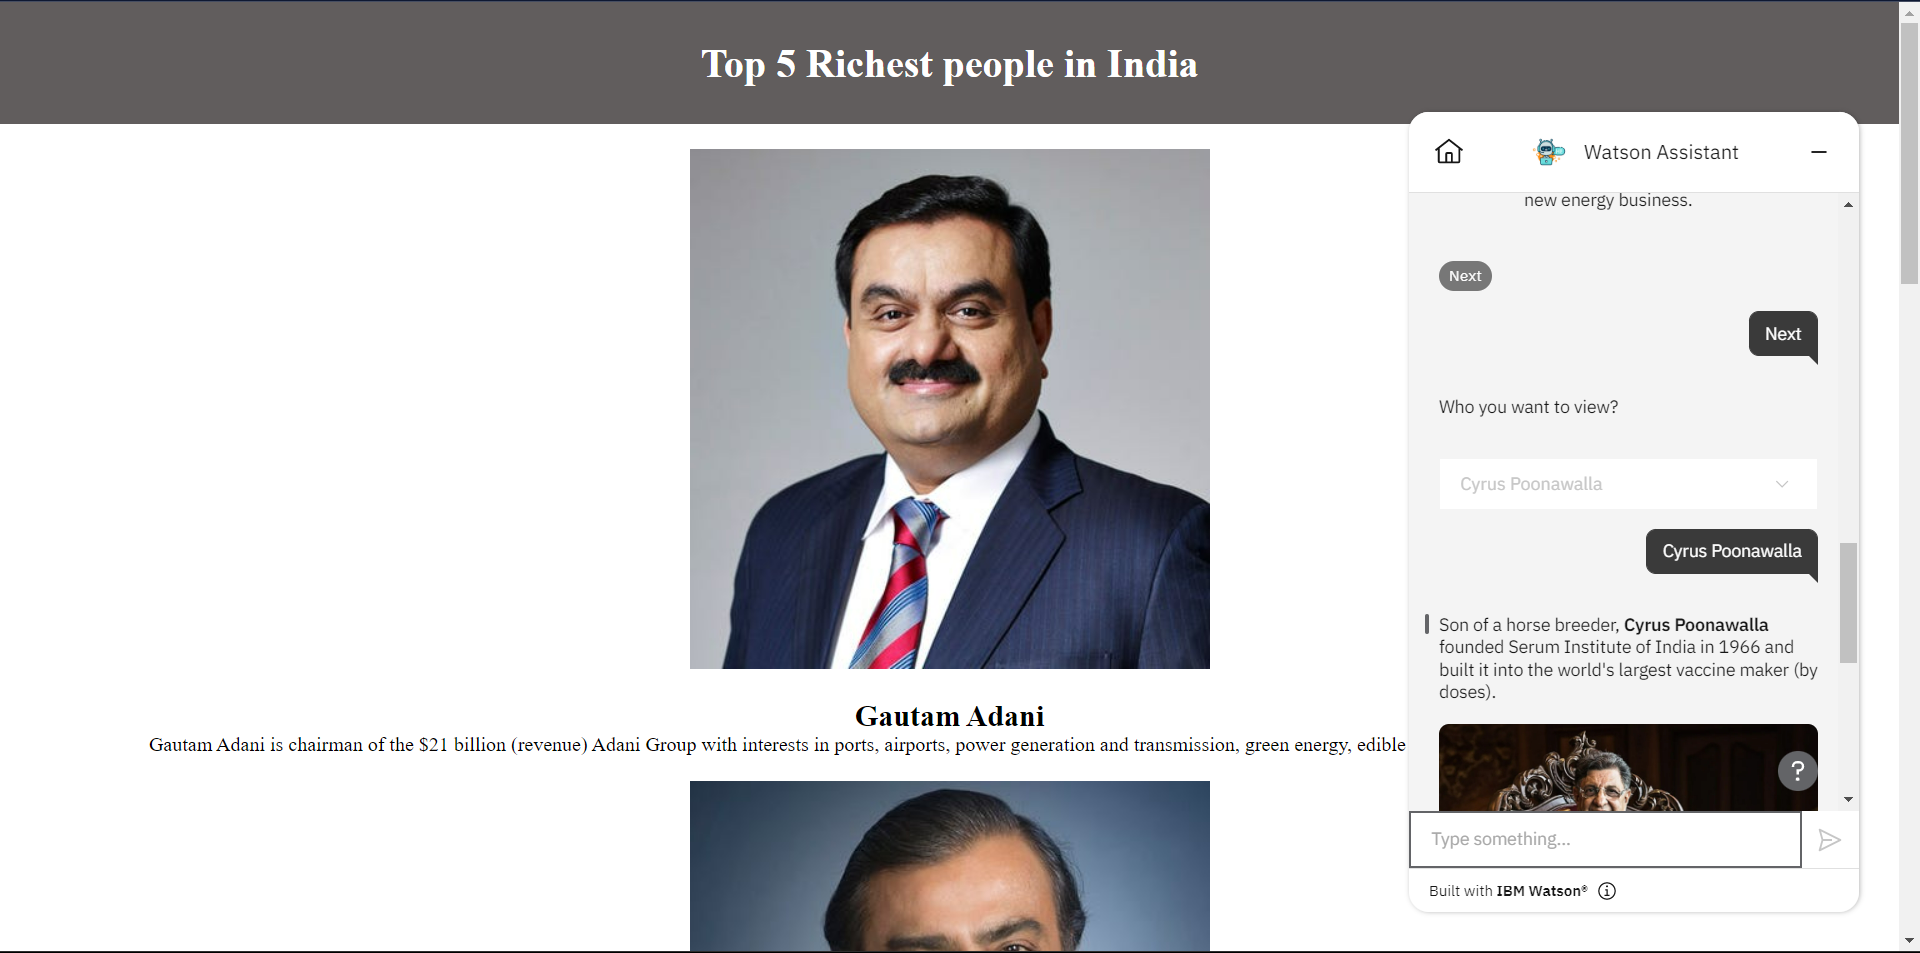 Top 5 Richest people in India
Gautam Adani
Gautam Adani is chairman of the $21 billion (revenue) Adani Group with interests in ports, airports, power generation and transmission, green energy, edible
Watson Assistant
new energy business.
Next
Next
Who you want to view?
Cyrus Poonawalla
Cyrus Poonawalla
Son of a horse breeder, Cyrus Poonawalla
founded Serum Institute of India in 1966 and
built it into the world's largest vaccine maker (by
doses).
?
Type something...
Built with IBM Watson®